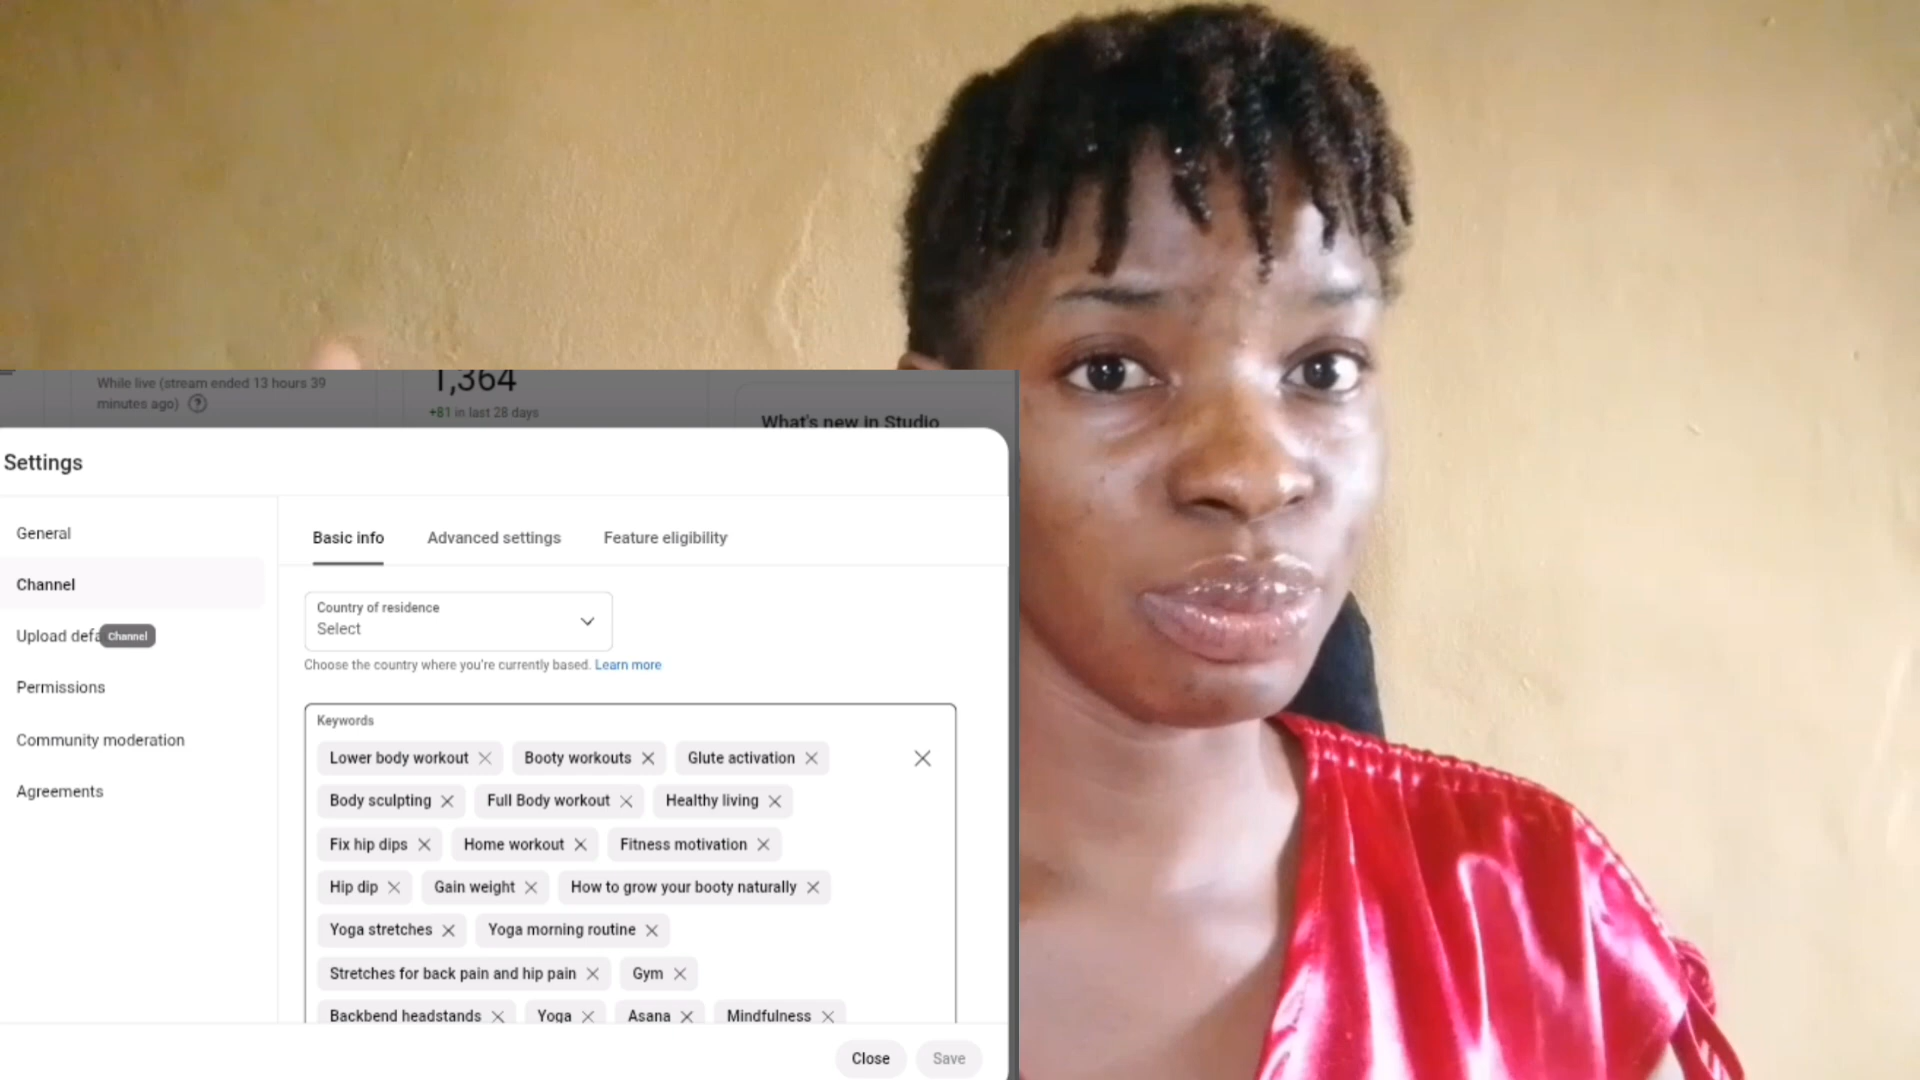 While live (stream ended 13 hours 39
minutes ago)
1,364
+81 in last 28 days
What's new in Studio
Settings
General
Channel
Upload defa
Channel
Permissions
Community moderation
Agreements
Basic info
Advanced settings
Feature eligibility
Country of residence
Select
Choose the country where you're currently based. Learn more
Keywords
Lower body workout Booty workouts Glute activation
Body sculpting Full Body workout Healthy living
Fix hip dips Home workout Fitness motivation
Hip dip Gain weight How to grow your booty naturally
Yoga stretches Yoga morning routine
Stretches for back pain and hip pain Gym
Backbend headstands Yoga Asana Mindfulness
Close Save